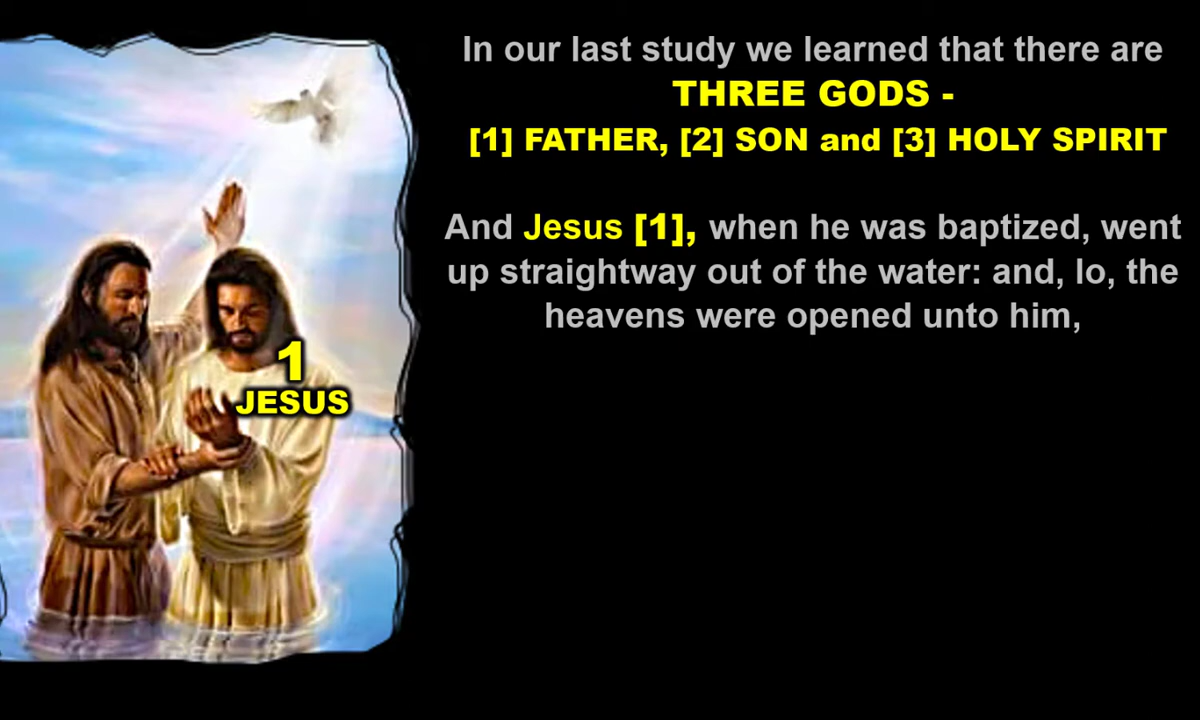 In our last study we learned that there are
THREE GODS -
[1] FATHER, [2] SON and [3] HOLY SPIRIT
And Jesus [1], when he was baptized, went
up straightway out of the water: and, lo, the
heavens were opened unto him,
1
JESUS